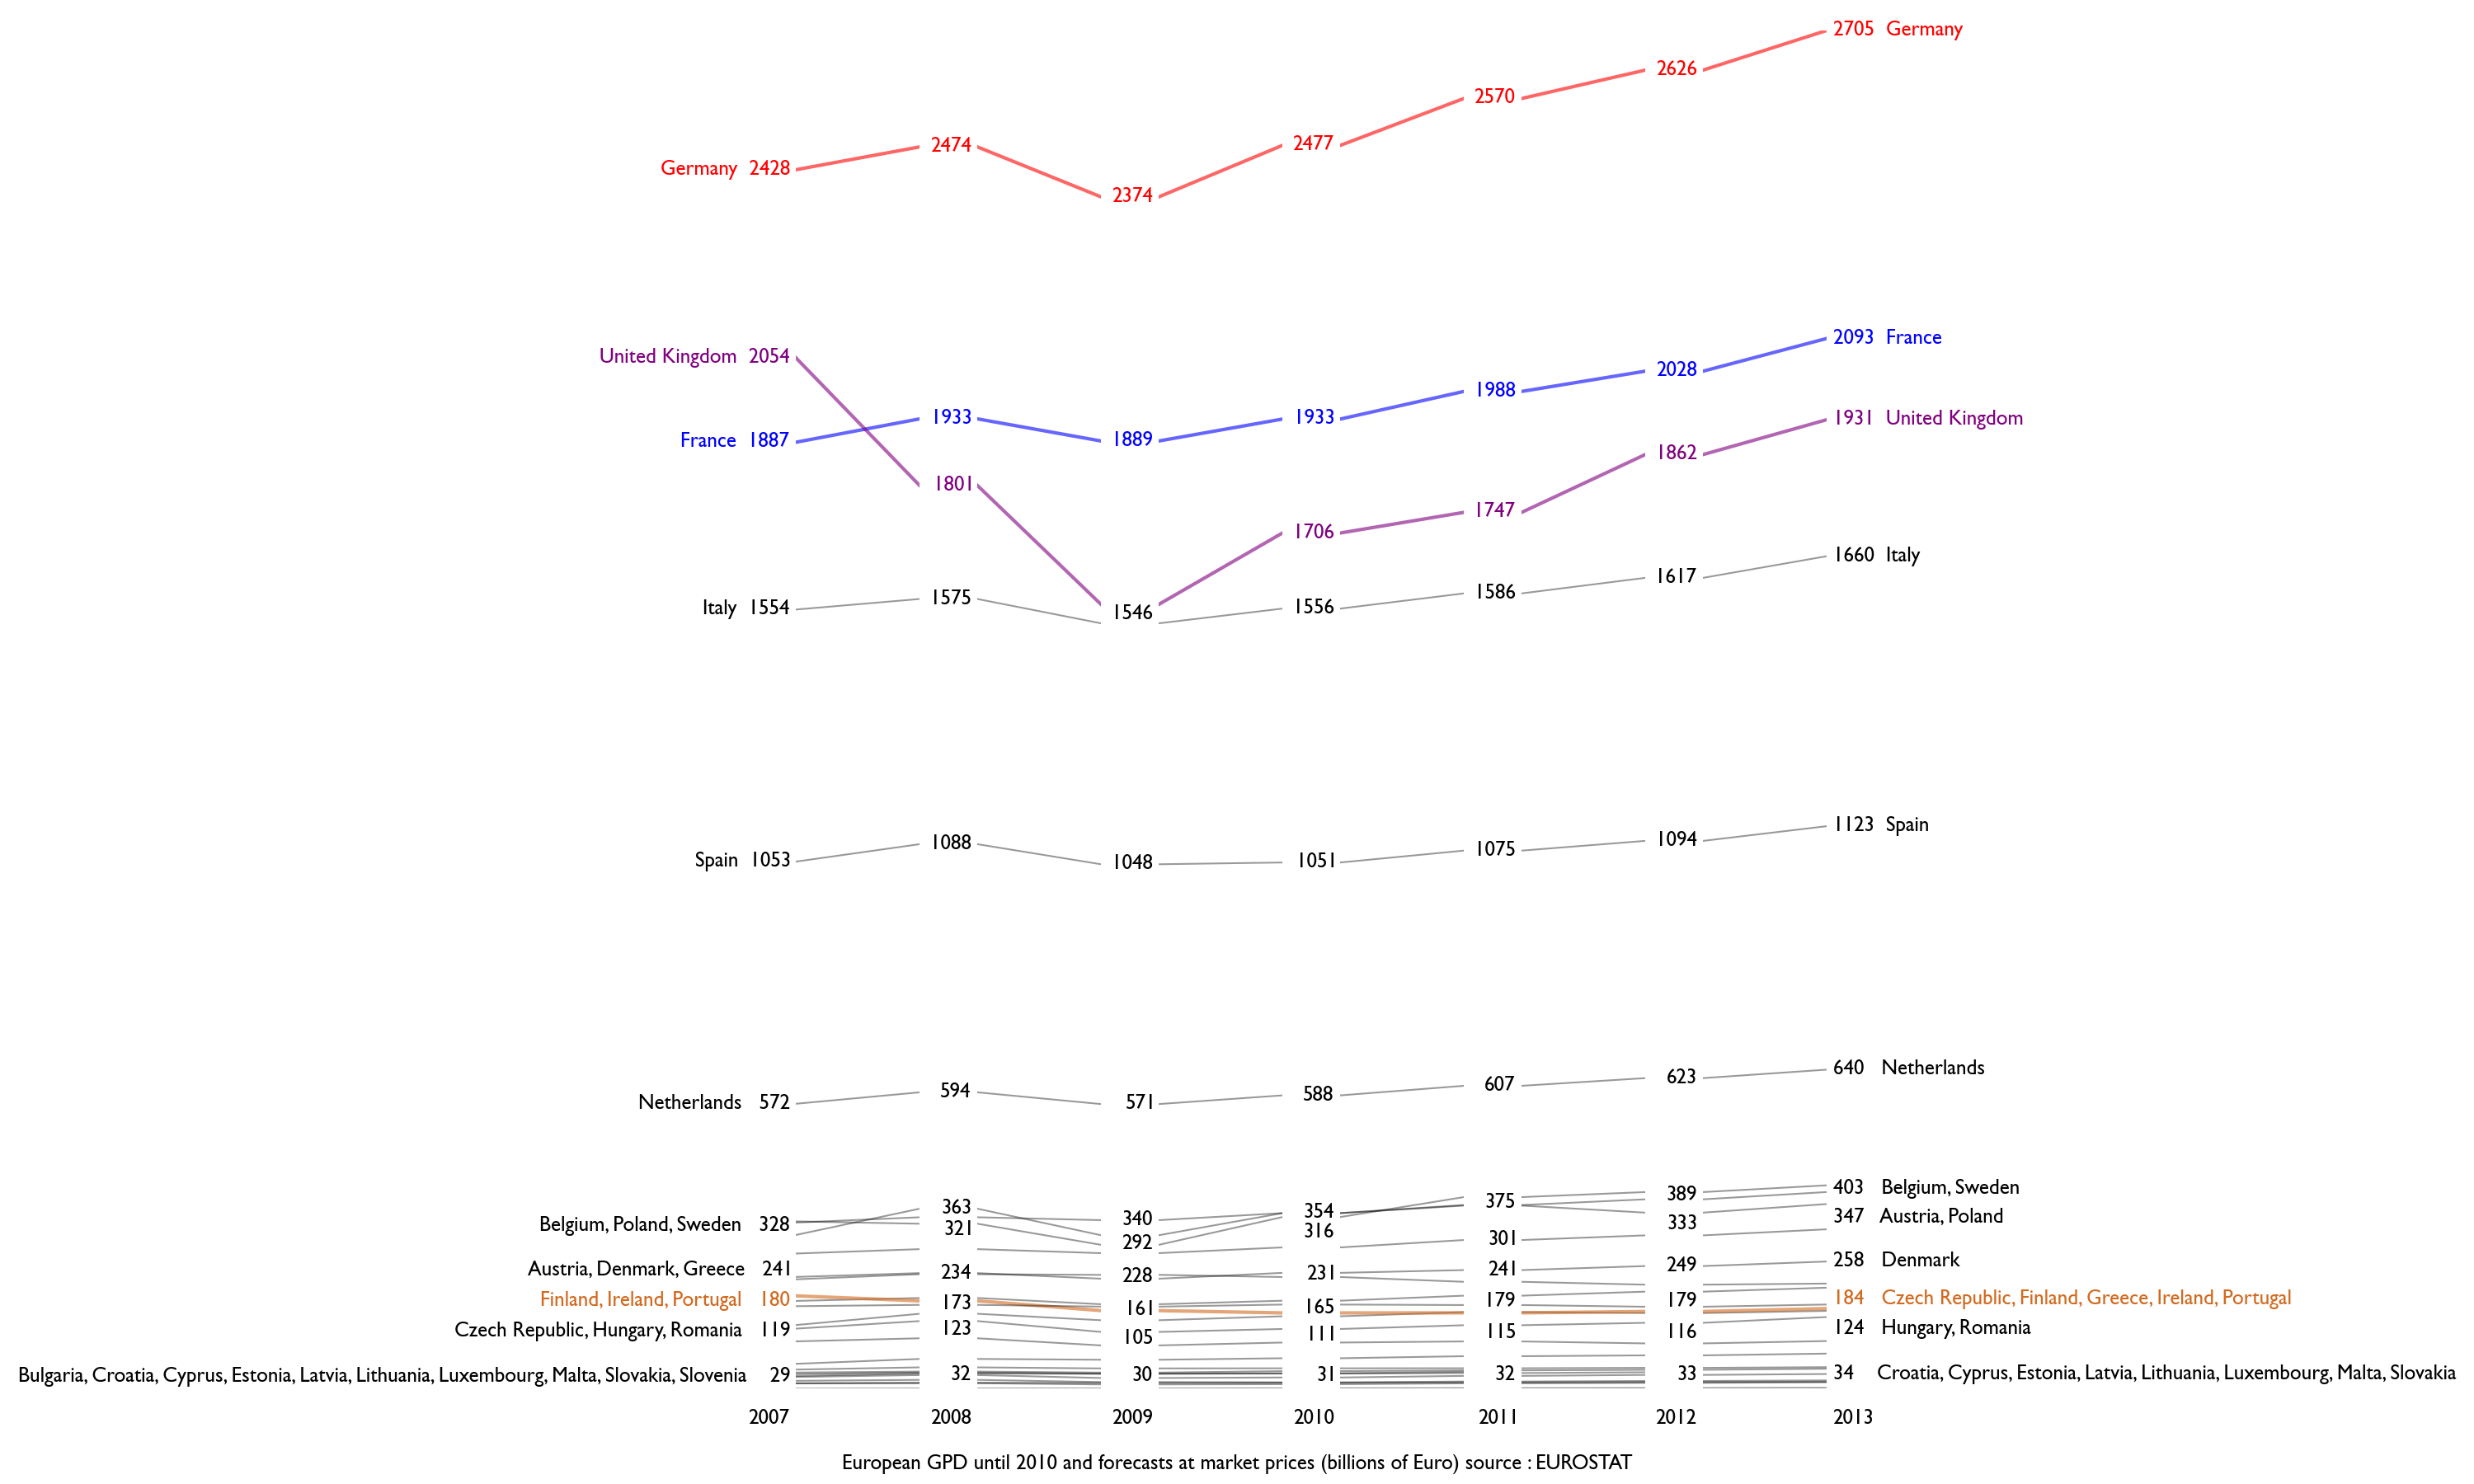 2705 Germany
2626
2570
2474 2477
Germany 2428
2374
2093 France
United Kingdom 2054
2028
1988
1933 1933 1931 United Kingdom
France 1887 1889
1862
1801
1747
1706
1660 Italy
1617
1575 1586
Italy 1554 1546 1556
1123 Spain
1088 1094
1075
Spain 1053 1048 1051
640 Netherlands
623
594 588 607
Netherlands 572 571
403 Belgium, Sweden
363 354 375 389
340 347 Austria, Poland
Belgium, Poland, Sweden 328 321 316 333
292 301
258 Denmark
Austria, Denmark, Greece 241 234 228 231 241 249
Finland, Ireland, Portugal 180 173 161 165 179 179 184 Czech Republic, Finland, Greece, Ireland, Portugal
Czech Republic, Hungary, Romania 119 123 105 111 115 116 124 Hungary, Romania
Bulgaria, Croatia, Cyprus, Estonia, Latvia, Lithuania, Luxembourg, Malta, Slovakia, Slovenia 29 32 30 31 32 33 34 Croatia, Cyprus, Estonia, Latvia, Lithuania, Luxembourg, Malta, Slovakia
2007 2008 2009 2010 2011 2012 2013
European GPD until 2010 and forecasts at market prices (billions of Euro) source : EUROSTAT